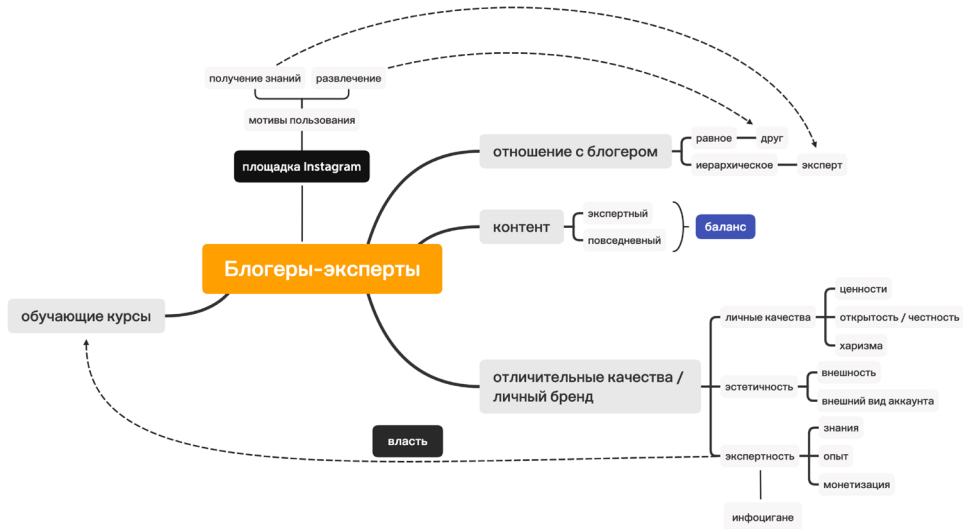 получение знаний
развлечение
мотивы пользования
площадка Instagram
отношение с блогером
равное
друг
иерархическое
эксперт
контент
экспертный
повседневный
баланс
Блогеры-эксперты
обучающие курсы
отличительные качества /
личный бренд
личные качества
ценности
открытость / честность
харизма
эстетичность
внешность
внешний вид аккаунта
власть
экспертность
знания
опыт
монетизация
инфоцигане